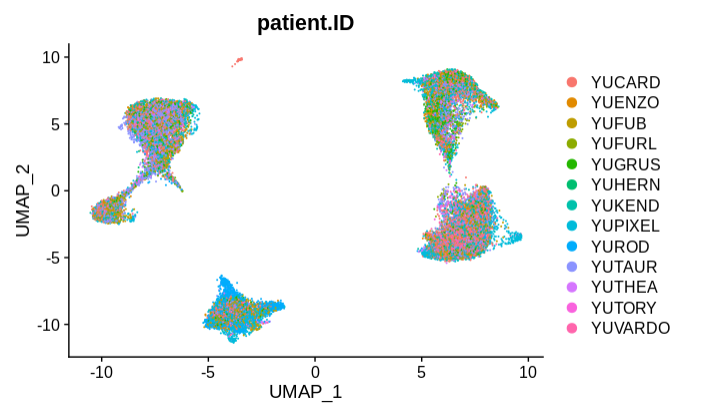 patient.ID
10
5
0
-5
-10
UMAP_2
-10 -5 0 5 10
UMAP_1
YUCARD
YUENZO
YUFUB
YUFURL
YUGRUS
YUHERN
YUKEND
YUPIXEL
YUROD
YUTAUR
YUTHEA
YUTORY
YUVARDO